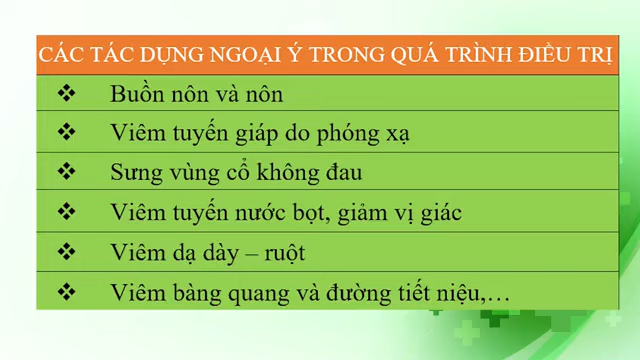 CÁC TÁC DỤNG NGOẠI Ý TRONG QUÁ TRÌNH ĐIỀU TRỊ
❖ Buồn nôn và nôn
❖ Viêm tuyến giáp do phóng xạ
❖ Sưng vùng cổ không đau
❖ Viêm tuyến nước bọt, giảm vị giác
❖ Viêm dạ dày – ruột
❖ Viêm bàng quang và đường tiết niệu,…